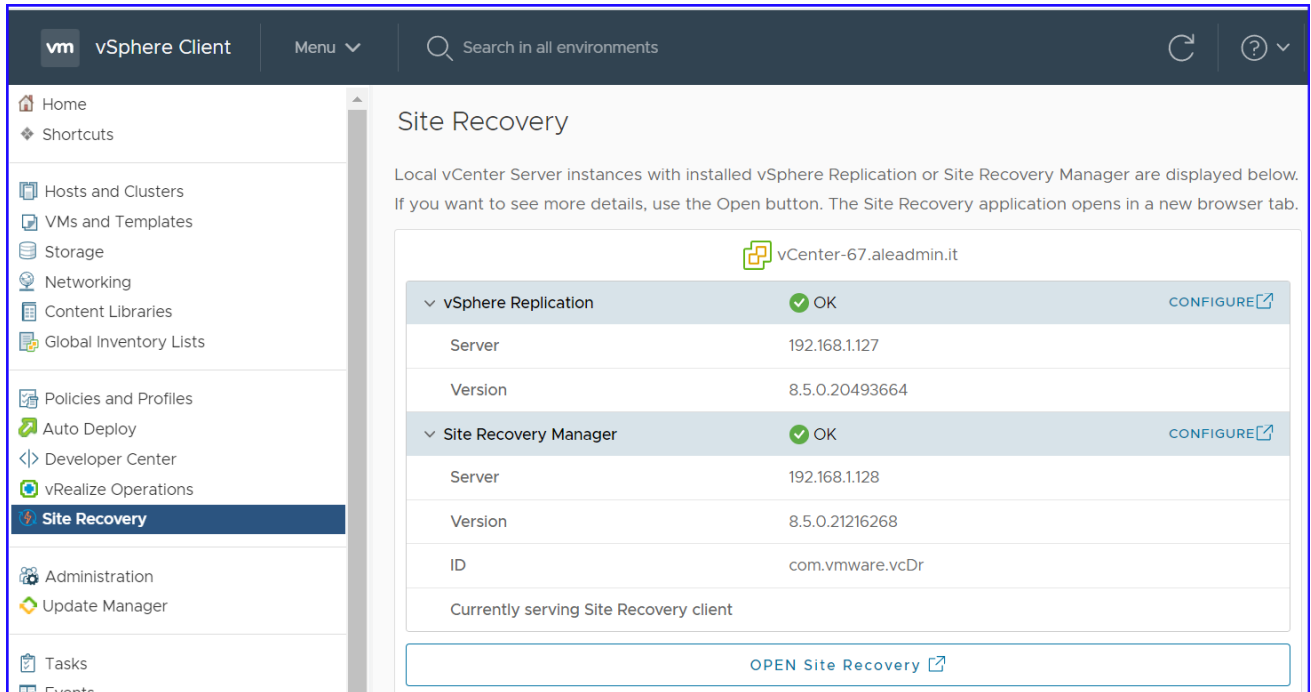 vm vSphere Client Menu Search in all environments
Home
Shortcuts
Hosts and Clusters
VMs and Templates
Storage
Networking
Content Libraries
Global Inventory Lists
Policies and Profiles
Auto Deploy
Developer Center
vRealize Operations
Site Recovery
Administration
Update Manager
Tasks
Events
Site Recovery
Local vCenter Server instances with installed vSphere Replication or Site Recovery Manager are displayed below.
If you want to see more details, use the Open button. The Site Recovery application opens in a new browser tab.
vCenter-67.aleadmin.it
vSphere Replication OK CONFIGURE
Server 192.168.1.127
Version 8.5.0.20493664
Site Recovery Manager OK CONFIGURE
Server 192.168.1.128
Version 8.5.0.21216268
ID com.vmware.vcDr
Currently serving Site Recovery client
OPEN Site Recovery